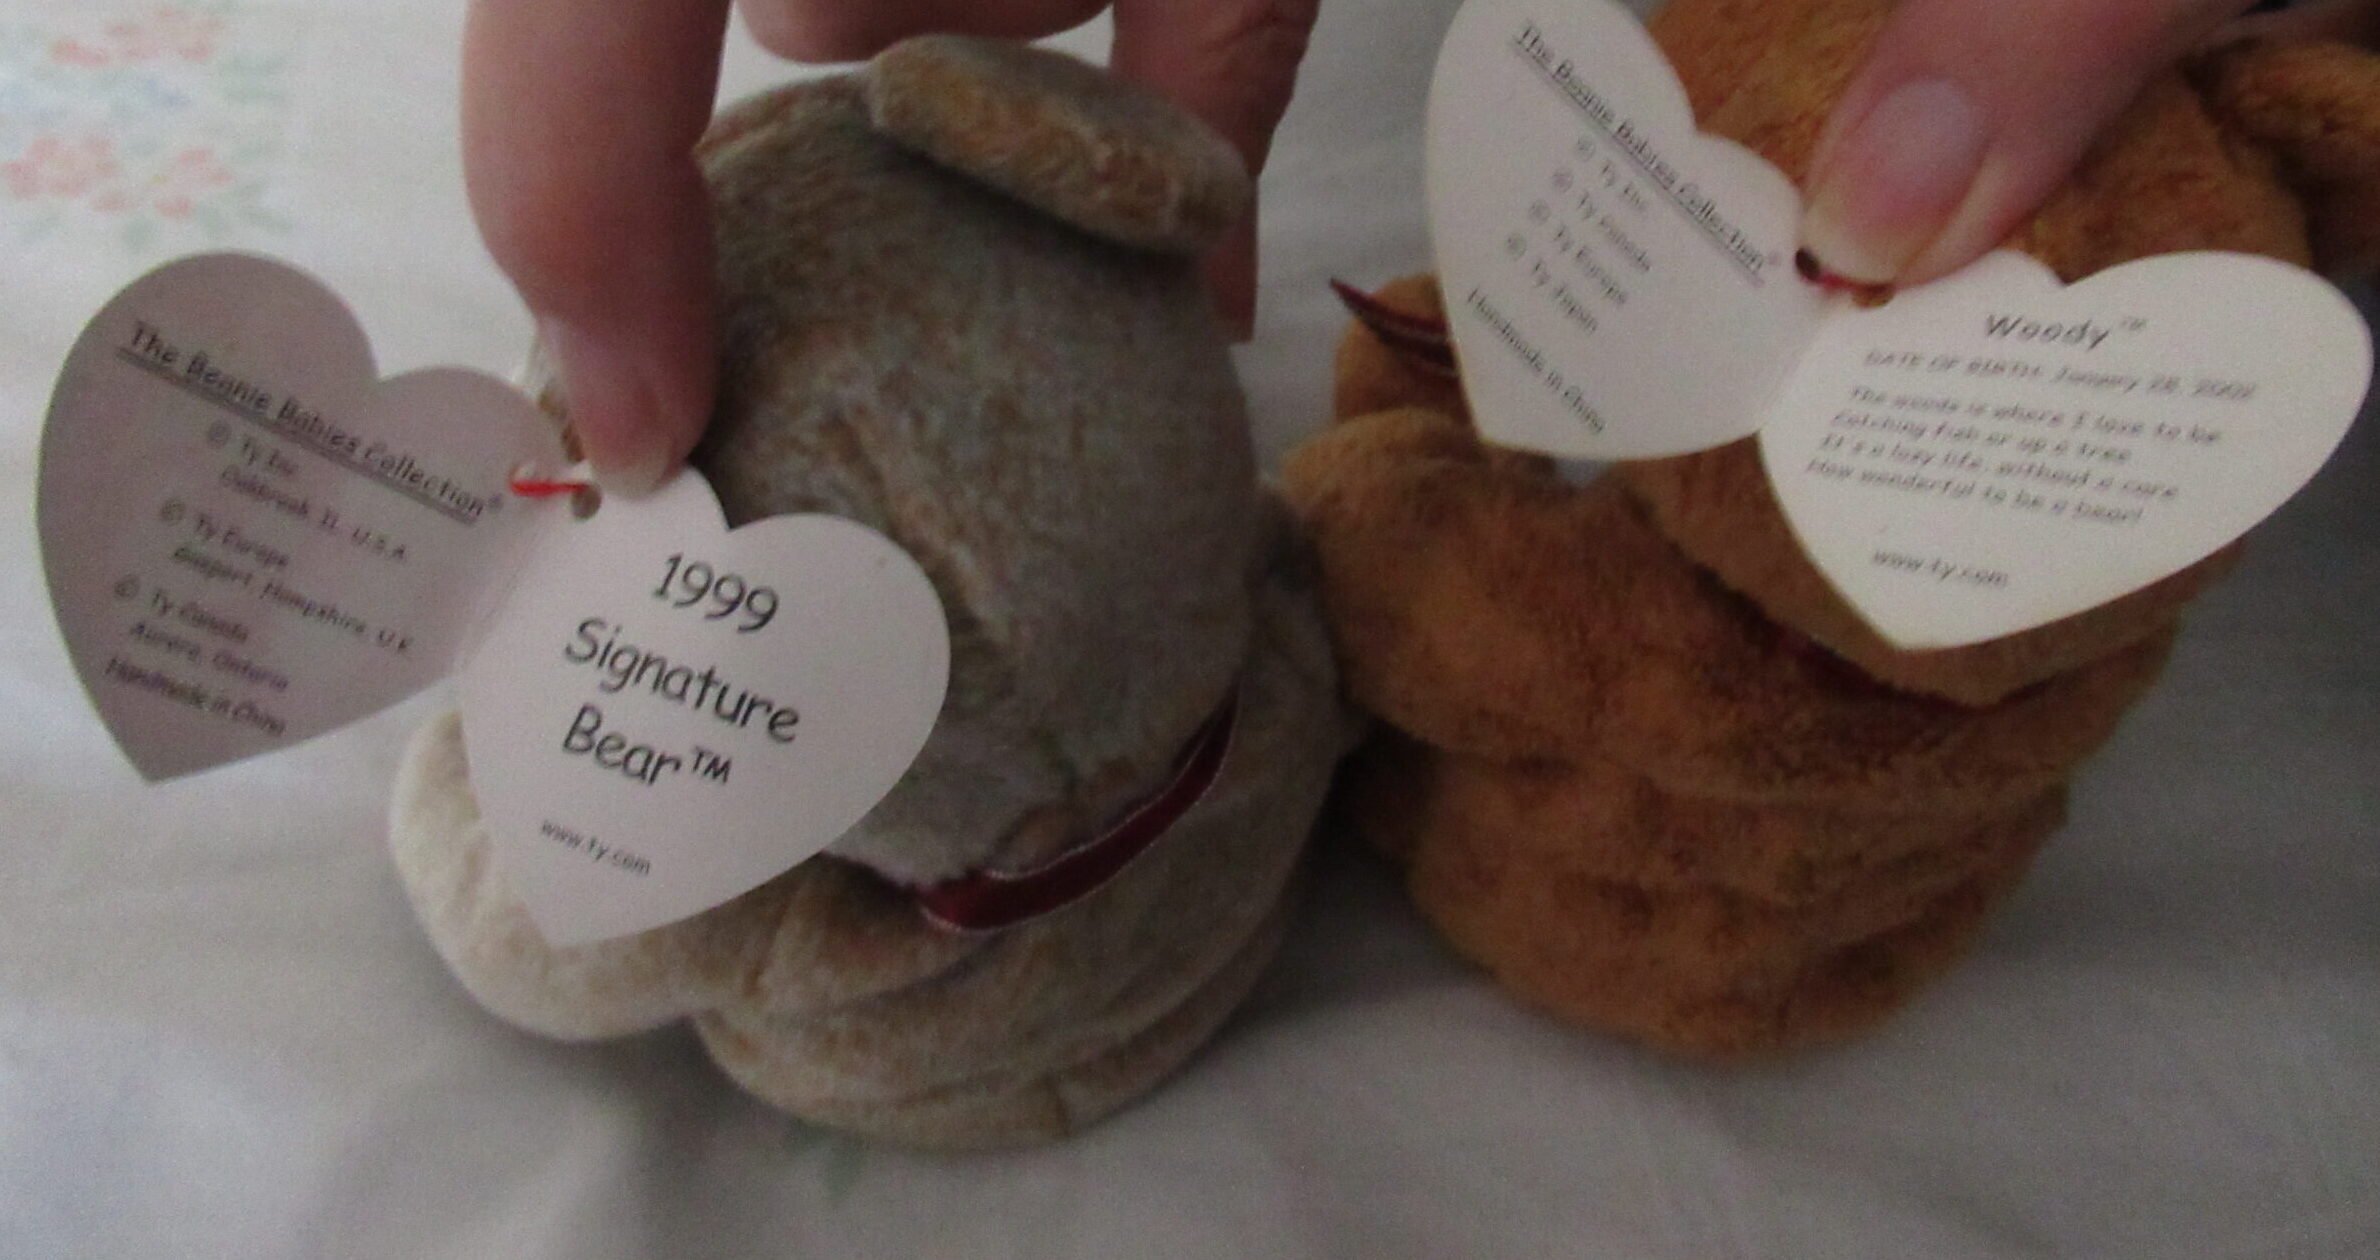 The Beanie Babies Collection®
© Ty Inc.
Oakbrook IL, U.S.A.
© Ty Europe
Gasport, Hampshire, U.K.
© Ty Canada
Aurora, Ontario
Handmade in China
1999
Signature
Bear™
www.ty.com
The Beanie Babies Collection®
© Ty Inc.
© Ty Canada
© Ty Europe
© Ty Japan
Handmade in China
Woody™
DATE OF BIRTH: January 28, 2002
The woods is where I love to be
Catching fish or up a tree
It's a lazy life, without a care
How wonderful to be a bear!
www.ty.com